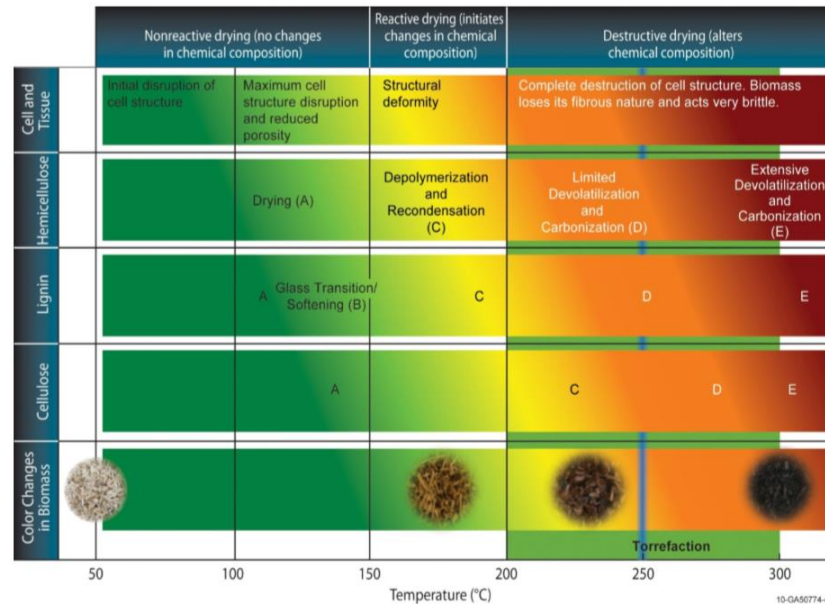 Nonreactive drying (no changes
in chemical composition)
Reactive drying (initiates
changes in chemical
composition)
Destructive drying (alters
chemical composition)
Cell and
Tissue
Initial disruption of
cell structure
Maximum cell
structure disruption
and reduced
porosity
Structural
deformity
Complete destruction of cell structure. Biomass
loses its fibrous nature and acts very brittle.
Hemicellulose
Drying (A)
Depolymerization
and
Recondensation
(C)
Limited
Devolatilization
and
Carbonization (D)
Extensive
Devolatilization
and
Carbonization
(E)
Lignin
A
Glass Transition/
Softening (B)
C
D
E
Cellulose
A
C
D
E
Color Changes
in Biomass
Torrefaction
50
100
150
200
250
300
Temperature (°C)